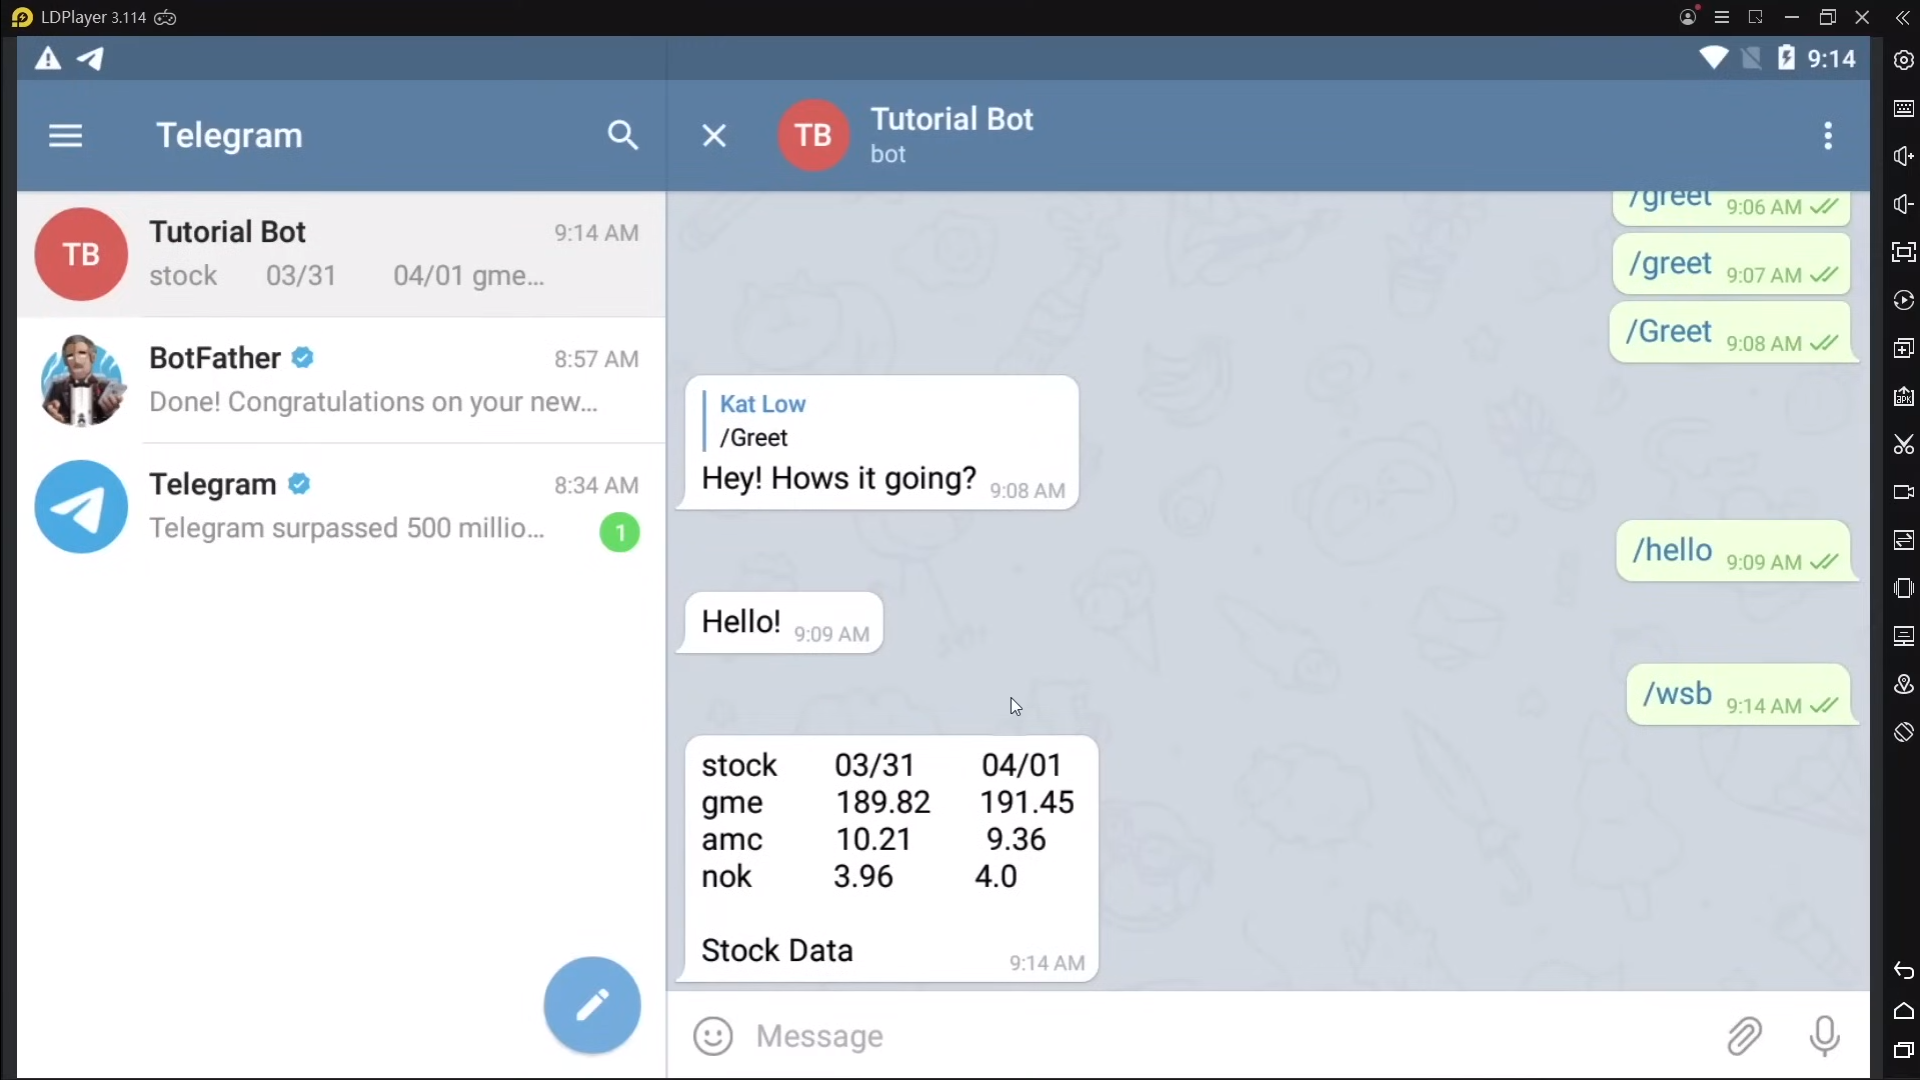 LDPlayer 3.114
9:14
Telegram
TB
Tutorial Bot
bot
TB
Tutorial Bot
9:14 AM
stock 03/31 04/01 gme...
BotFather
8:57 AM
Done! Congratulations on your new...
Telegram
8:34 AM
Telegram surpassed 500 millio...
1
/greet 9:06 AM
/greet 9:07 AM
/Greet 9:08 AM
Kat Low
/Greet
Hey! Hows it going? 9:08 AM
/hello 9:09 AM
Hello! 9:09 AM
/wsb 9:14 AM
stock 03/31 04/01
gme 189.82 191.45
amc 10.21 9.36
nok 3.96 4.0
Stock Data 9:14 AM
Message
APK